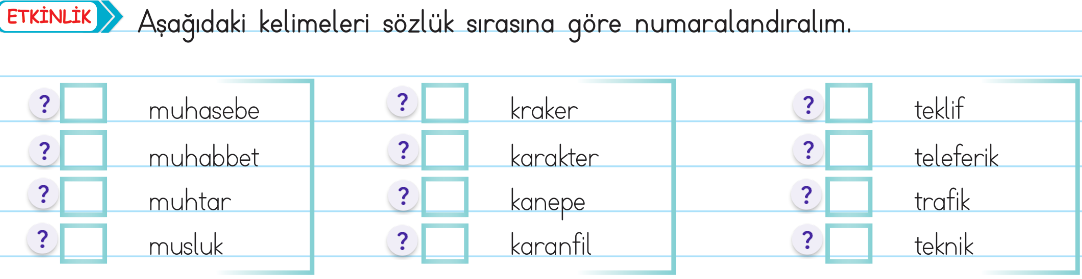 ETKİNLİK Aşağıdaki kelimeleri sözlük sırasına göre numaralandıralım.
? muhasebe
? muhabbet
? muhtar
? musluk
? kraker
? karakter
? kanepe
? karanfil
? teklif
? teleferik
? trafik
? teknik